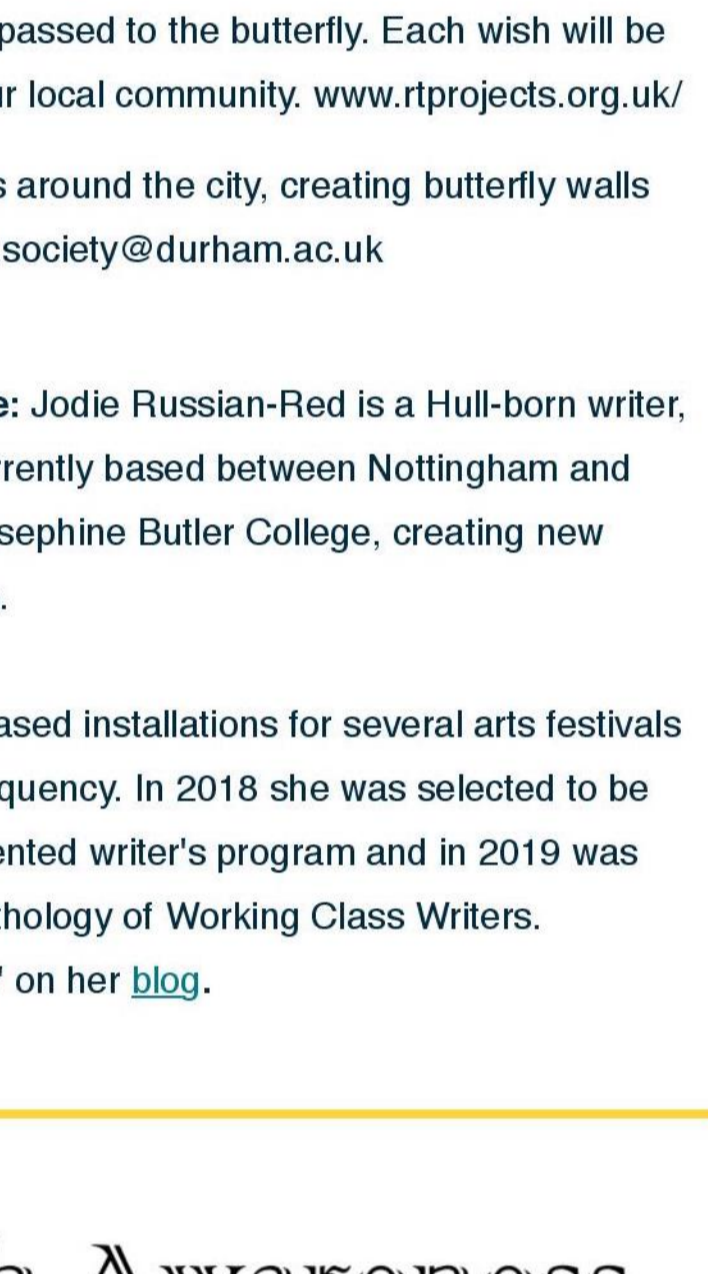 passed to the butterfly. Each wish will be
r local community. www.rtprojects.org.uk/
s around the city, creating butterfly walls
society@durham.ac.uk
e: Jodie Russian-Red is a Hull-born writer,
rently based between Nottingham and
sephine Butler College, creating new
.
ased installations for several arts festivals
quency. In 2018 she was selected to be
ented writer's program and in 2019 was
thology of Working Class Writers.
' on her blog.